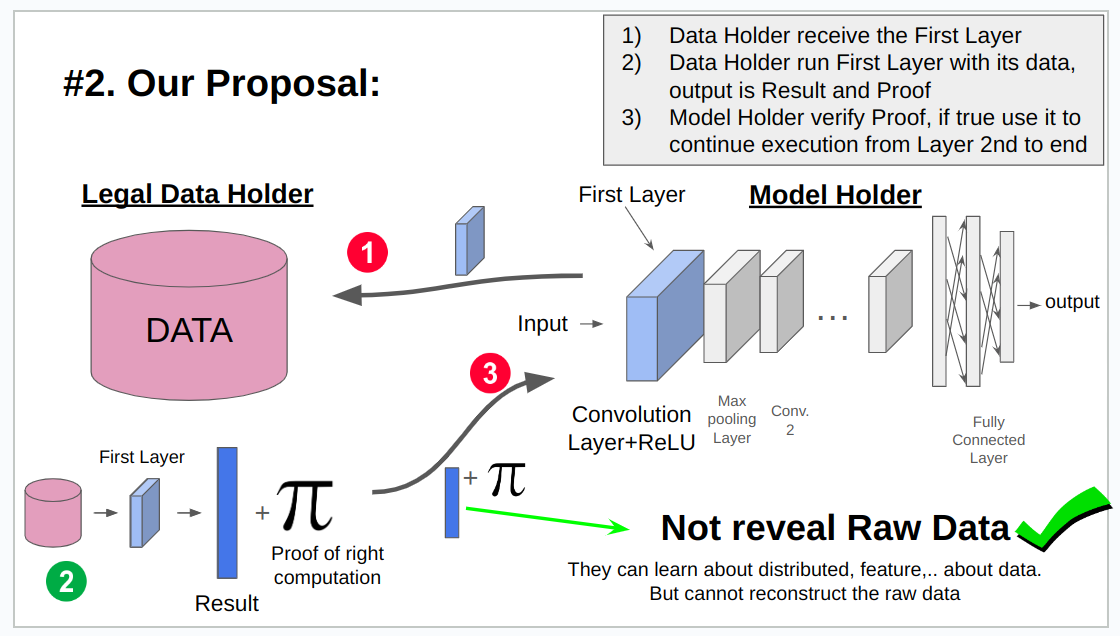 #2. Our Proposal:
1) Data Holder receive the First Layer
2) Data Holder run First Layer with its data,
output is Result and Proof
3) Model Holder verify Proof, if true use it to
continue execution from Layer 2nd to end
Legal Data Holder
First Layer
Model Holder
1
DATA
Input
...
output
3
Convolution
Layer+ReLU
Max
pooling
Layer
Conv.
2
Fully
Connected
Layer
First Layer
+ π
Proof of right
computation
2
Result
+ π
Not reveal Raw Data
They can learn about distributed, feature,.. about data.
But cannot reconstruct the raw data